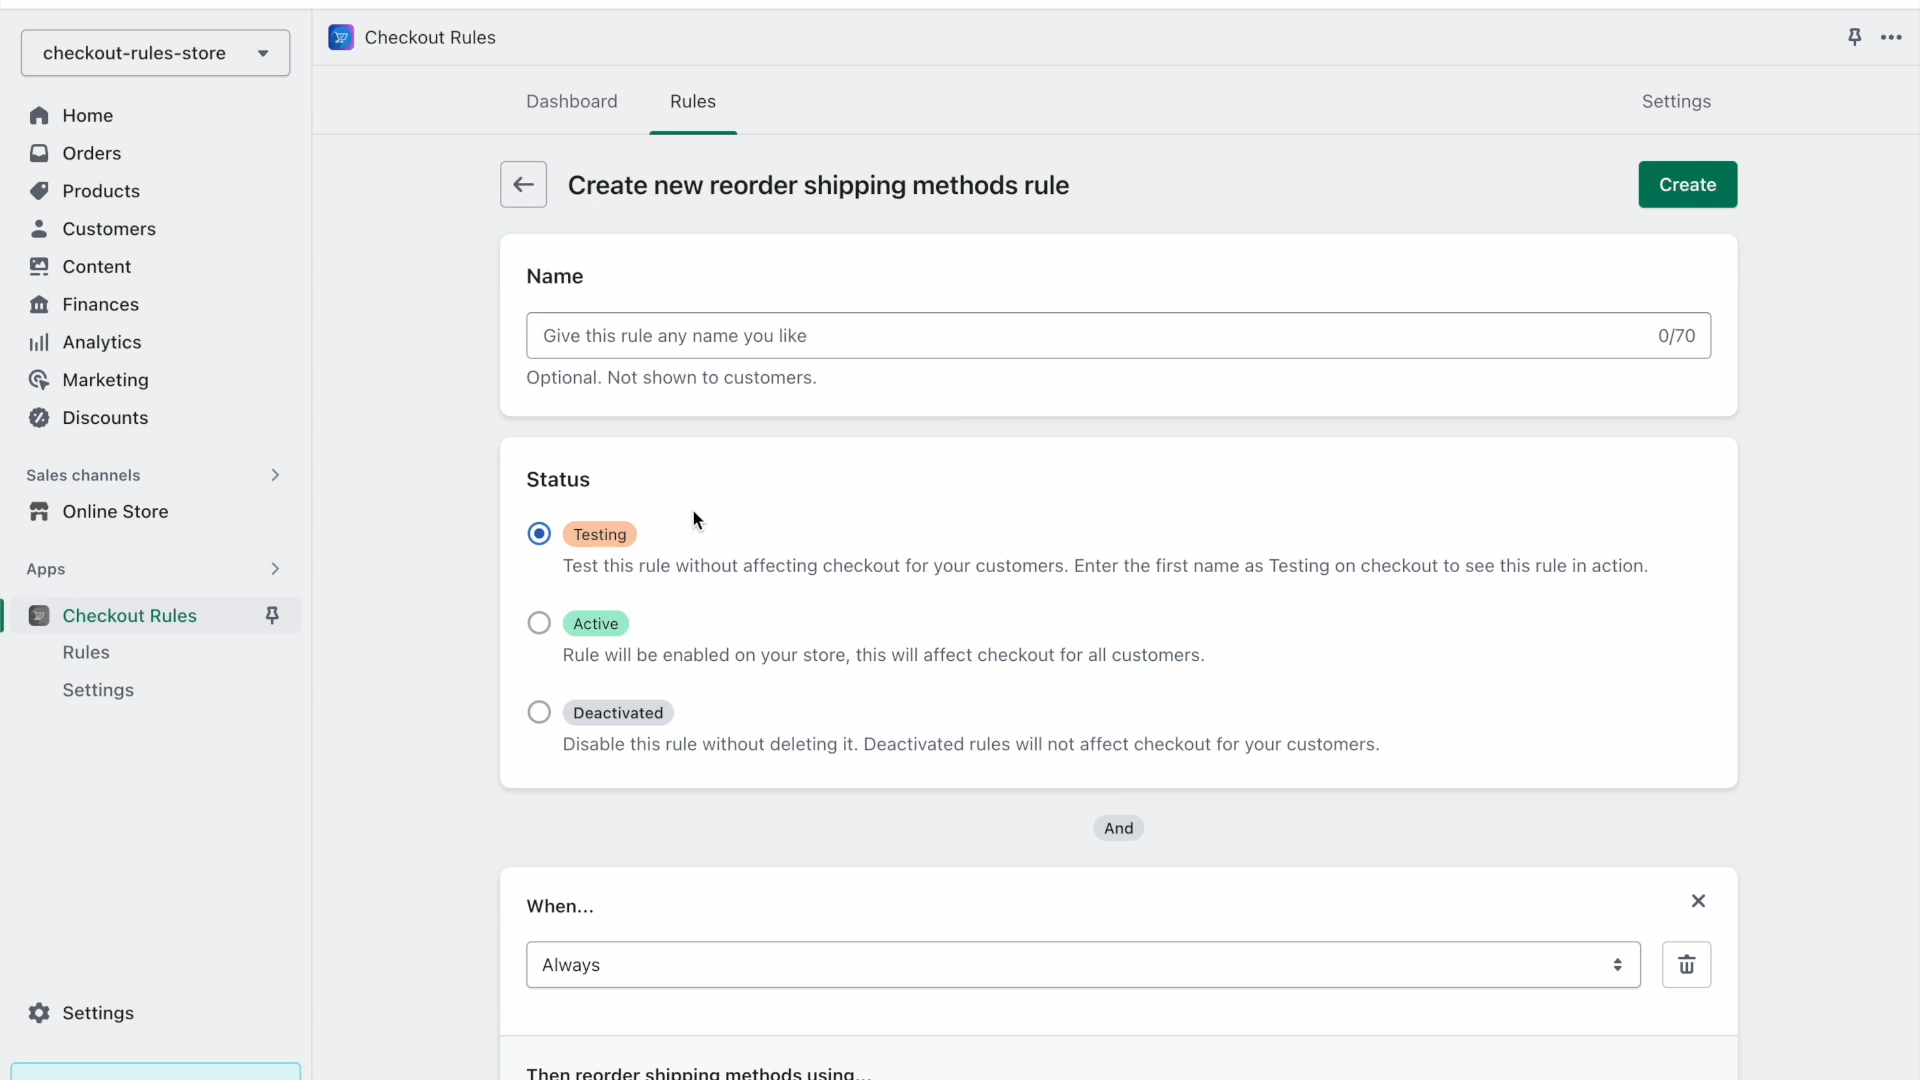 checkout-rules-store
Checkout Rules
Home
Orders
Products
Customers
Content
Finances
Analytics
Marketing
Discounts
Sales channels
Online Store
Apps
Checkout Rules
Rules
Settings
Settings
Dashboard
Rules
Settings
Create new reorder shipping methods rule
Create
Name
Give this rule any name you like
0/70
Optional. Not shown to customers.
Status
Testing
Test this rule without affecting checkout for your customers. Enter the first name as Testing on checkout to see this rule in action.
Active
Rule will be enabled on your store, this will affect checkout for all customers.
Deactivated
Disable this rule without deleting it. Deactivated rules will not affect checkout for your customers.
And
When...
Always
Then reorder shipping methods using...